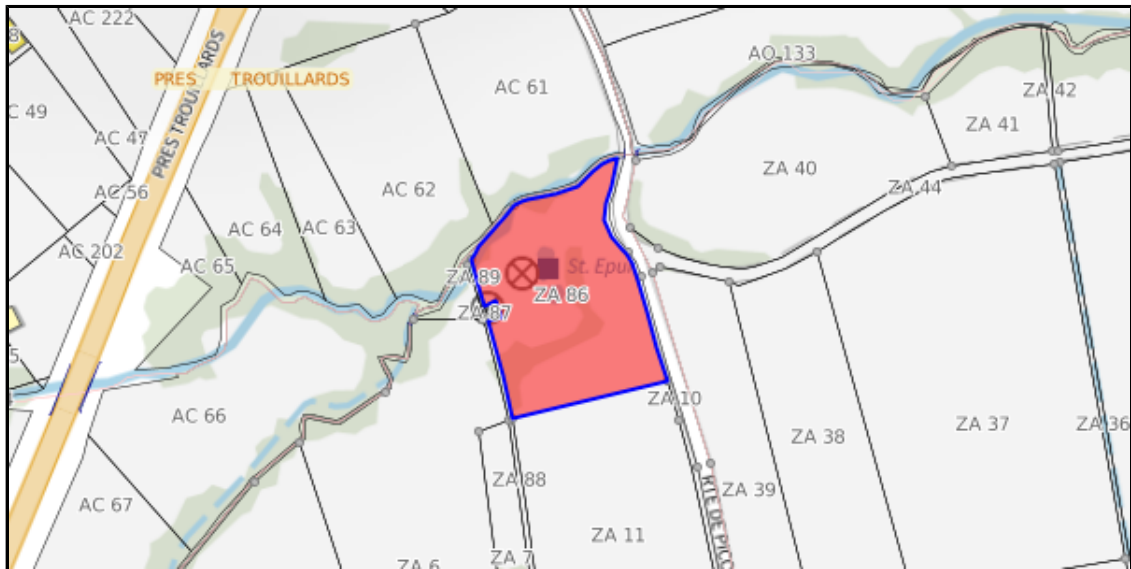 AC 222
PRES TROUILLARDS
PRES TROUILLARDS
AC 61
AO 133
ZA 42
C 49
AC 47
ZA 41
ZA 40
ZA 44
AC 56
AC 62
AC 64
AC 63
AC 202
AC 65
ZA 89
ZA 86
ZA 87
AC 66
ZA 10
ZA 38
ZA 37
ZA 36
ZA 88
ZA 39
AC 67
ZA 11
ZA 7
ZA 6